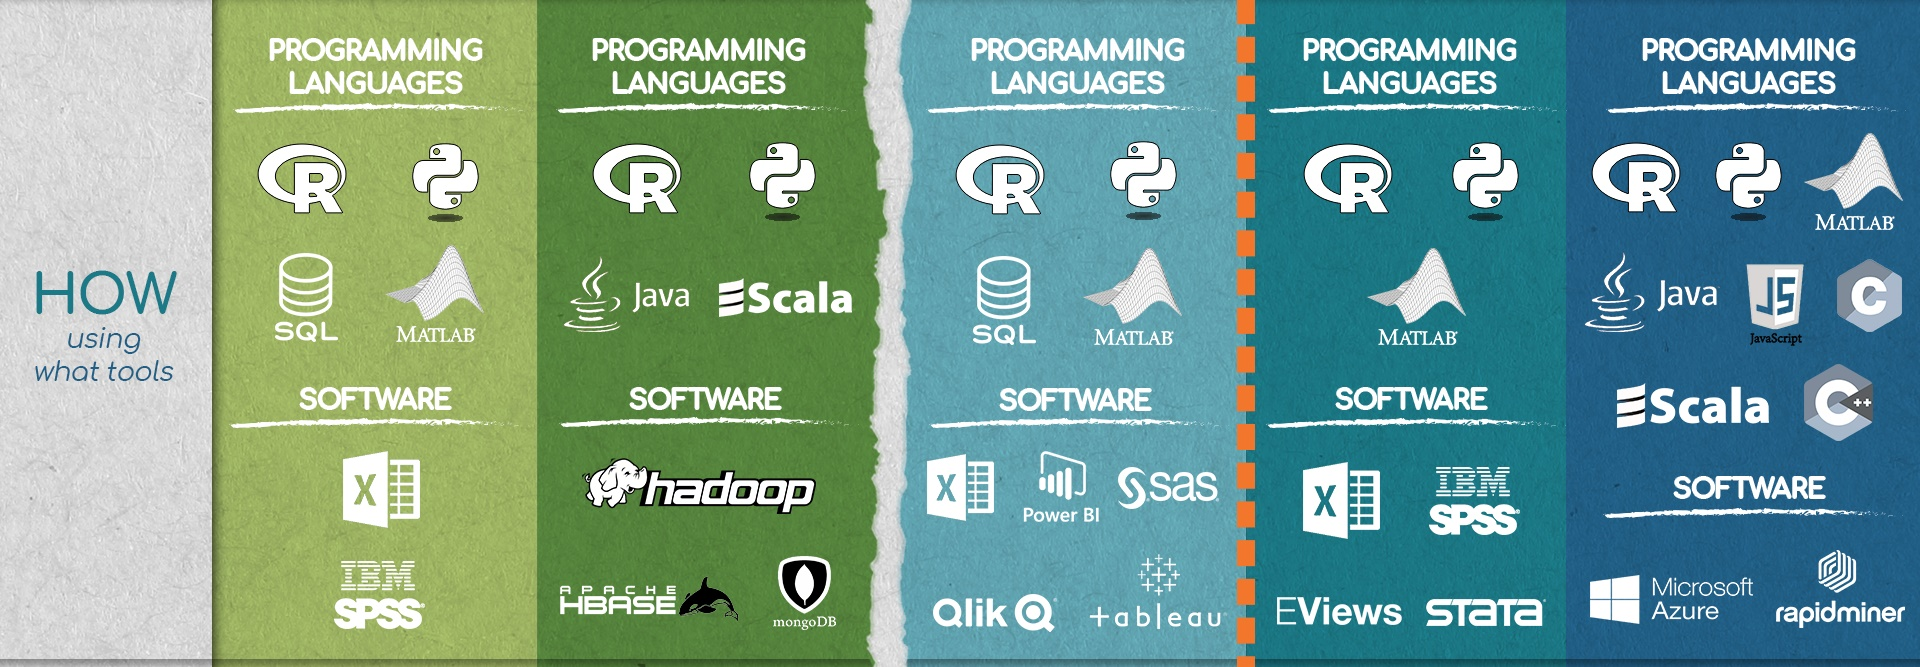 HOW
using
what tools
PROGRAMMING
LANGUAGES
R
SQL
MATLAB
SOFTWARE
X
IBM
SPSS
PROGRAMMING
LANGUAGES
R
Java
Scala
SOFTWARE
hadoop
APACHE
HBASE
mongoDB
PROGRAMMING
LANGUAGES
R
SQL
MATLAB
SOFTWARE
X
Power BI
sas
Qlik
+ableau
PROGRAMMING
LANGUAGES
R
MATLAB
SOFTWARE
X
IBM
SPSS
EViews
STATA
PROGRAMMING
LANGUAGES
R
MATLAB
Java
JS
JavaScript
C
Scala
C++
SOFTWARE
Microsoft
Azure
rapidminer